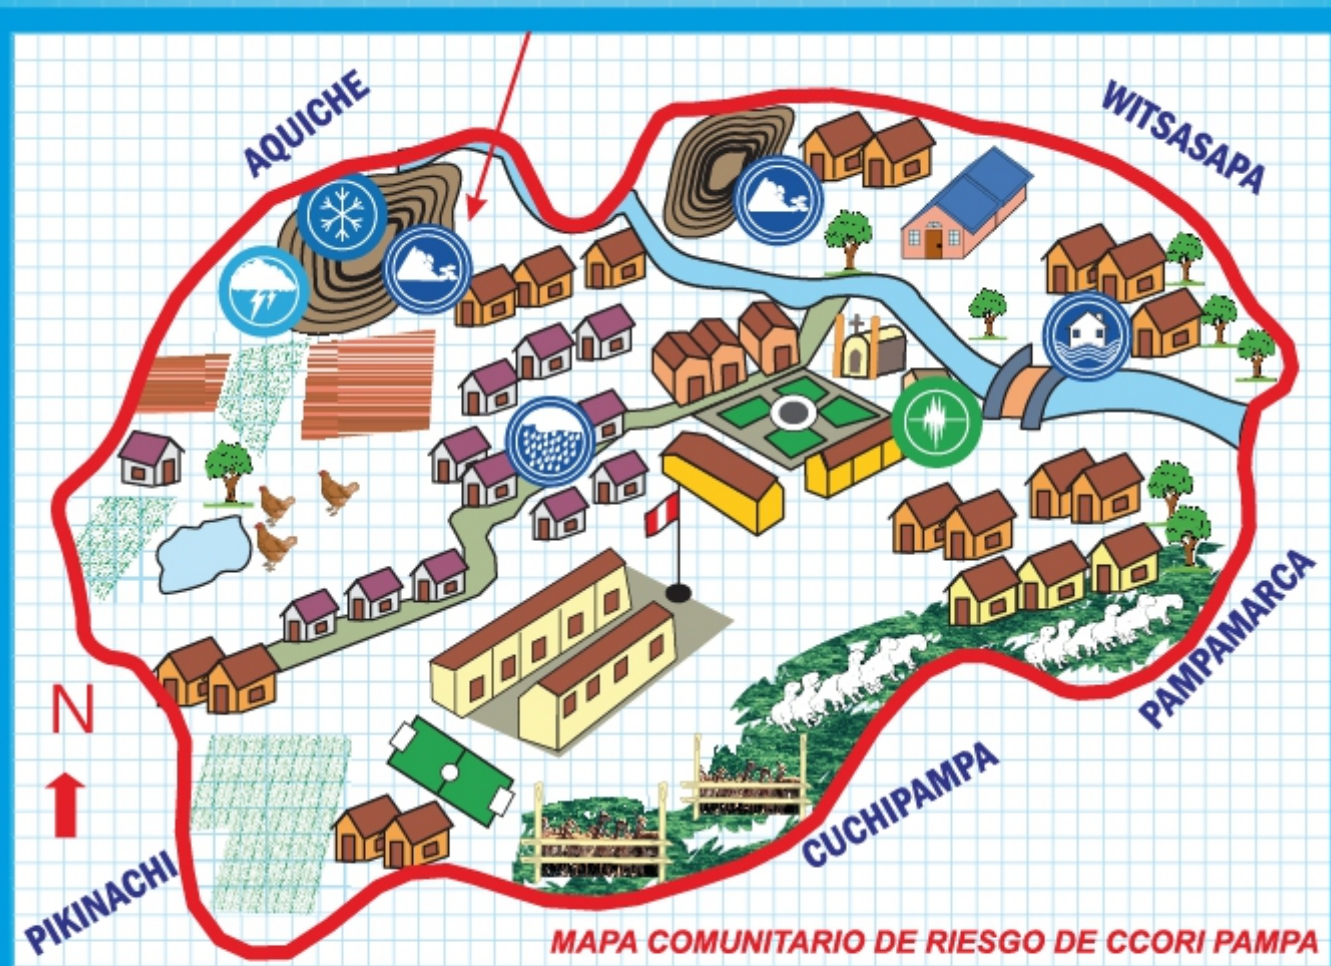 AQUICHE
WITSASAPA
N
PAMPAMARCA
CUCHIPAMPA
PIKINACHI
MAPA COMUNITARIO DE RIESGO DE CCORI PAMPA